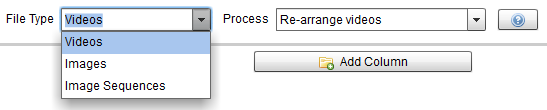 File Type Videos Process Re-arrange videos
Videos
Images
Image Sequences
Add Column